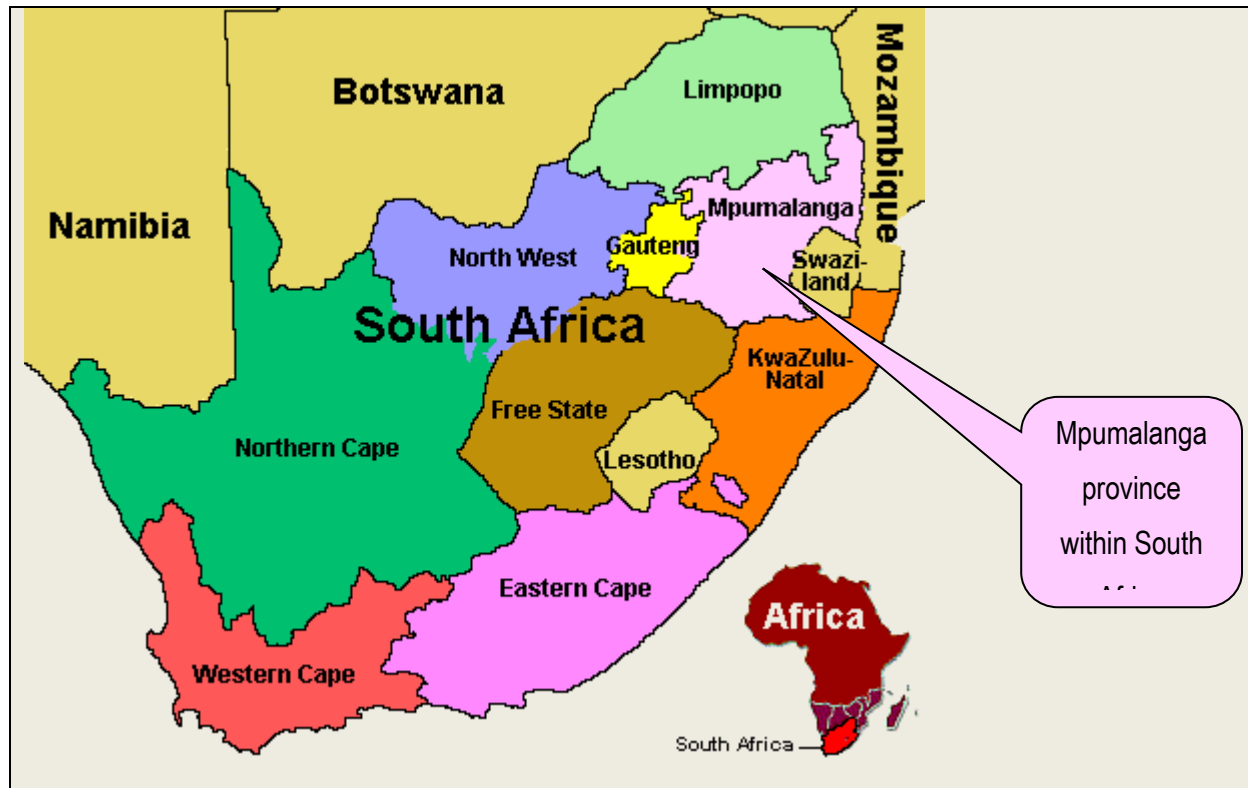 Botswana
Limpopo
Mozambique
Namibia
Mpumalanga
North West
Gauteng
Swazi-
land
South Africa
KwaZulu-
Natal
Free State
Northern Cape
Lesotho
Mpumalanga
province
within South
Eastern Cape
Africa
Western Cape
South Africa